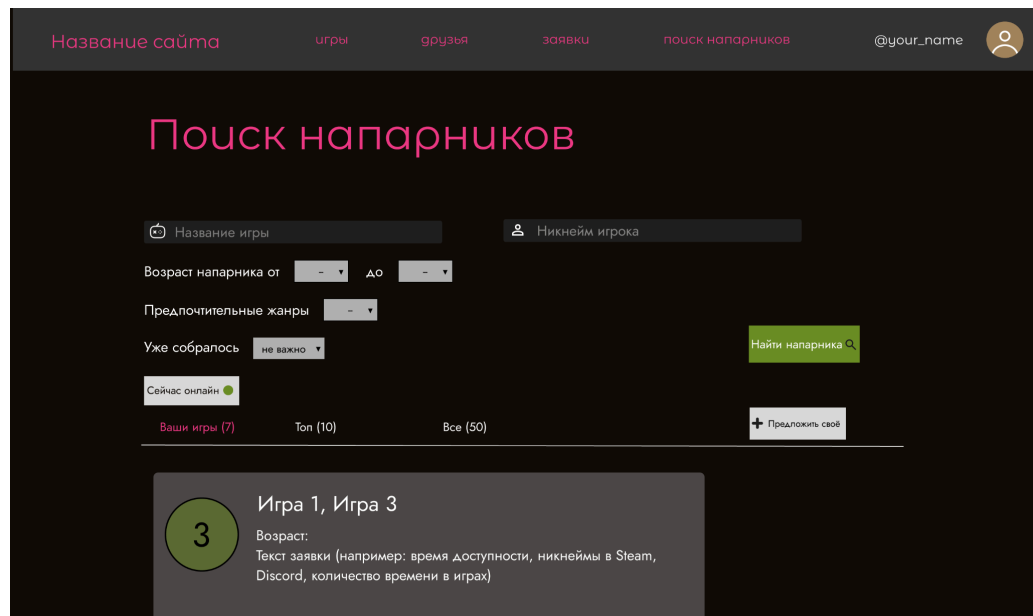 Название сайта игры друзья заявки поиск напарников @your_name
Поиск напарников
Название игры Никнейм игрока
Возраст напарника от - до -
Предпочтительные жанры -
Уже собралось не важно Найти напарника
Сейчас онлайн
Ваши игры (7) Топ (10) Все (50) Предложить своё
3 Игра 1, Игра 3
Возраст:
Текст заявки (например: время доступности, никнеймы в Steam,
Discord, количество времени в играх)